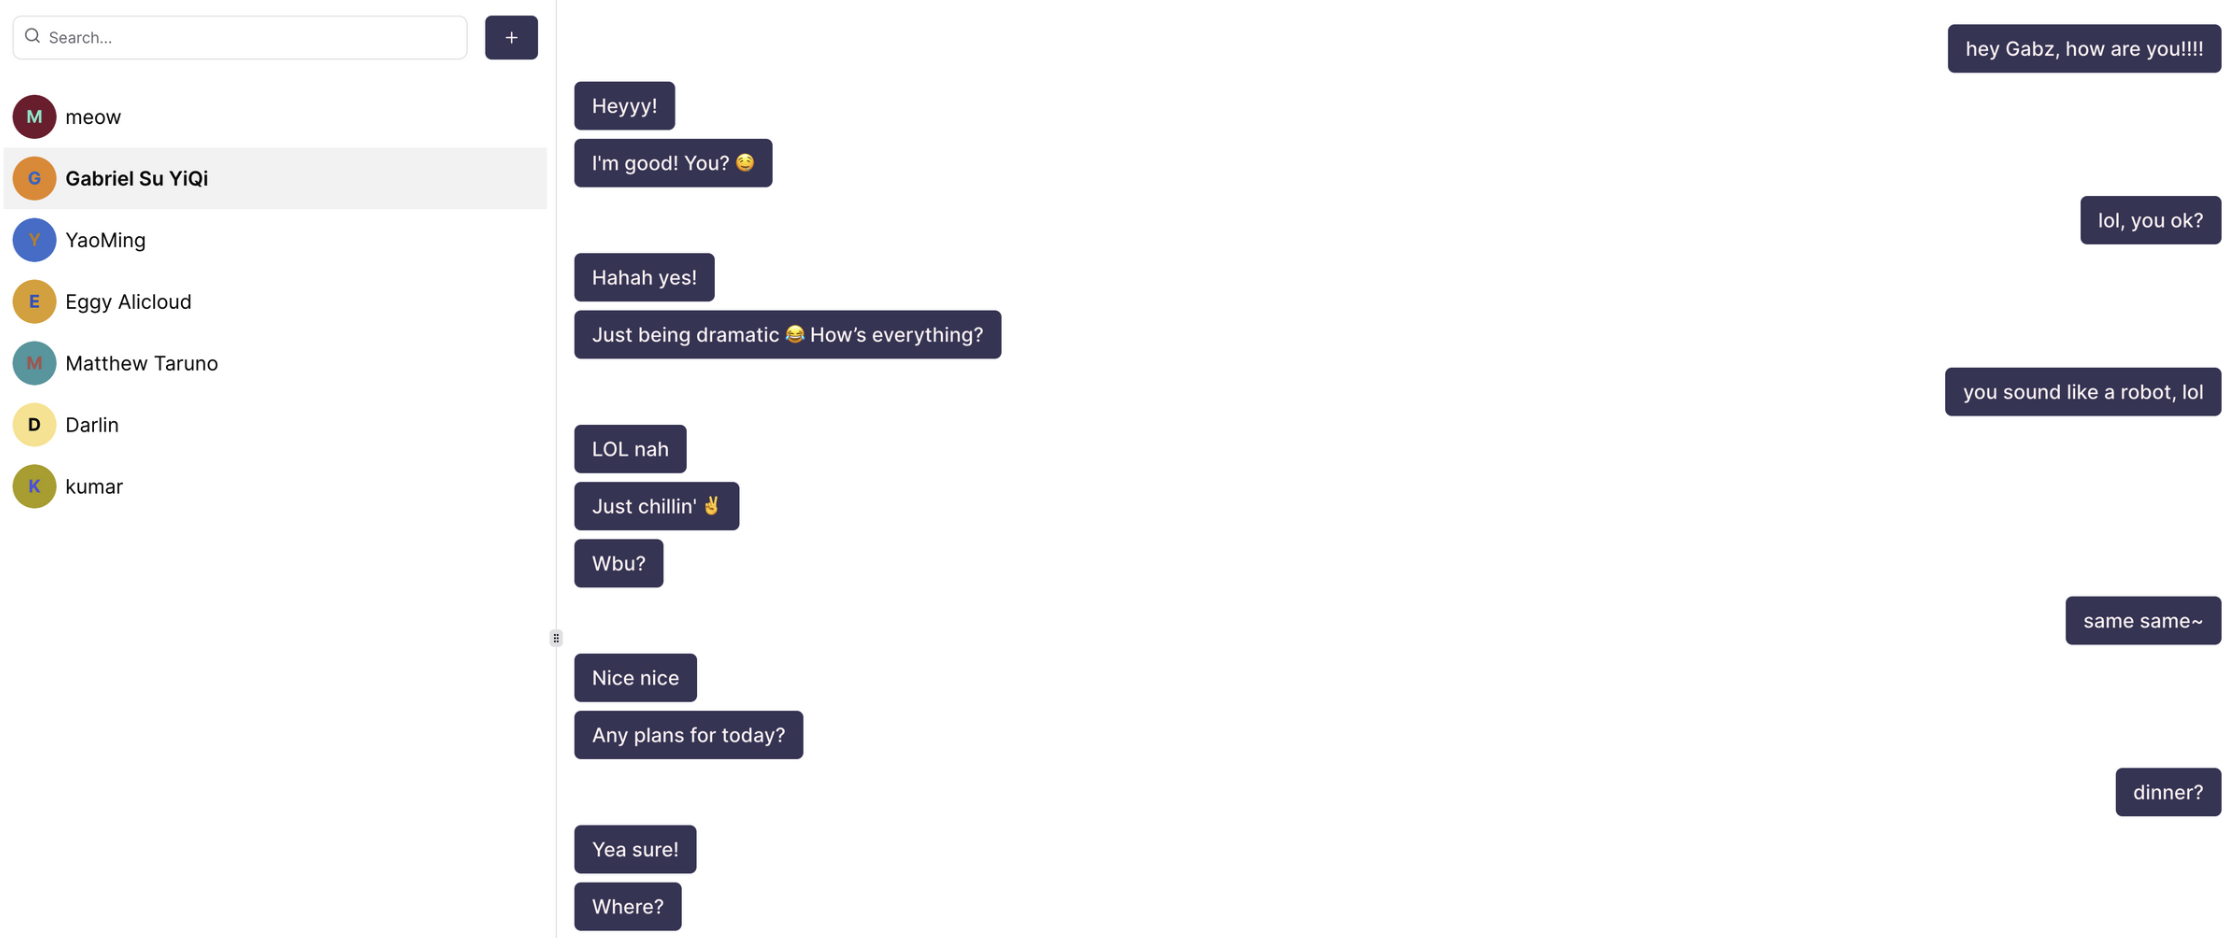 Search...
+
M meow
G Gabriel Su YiQi
Y YaoMing
E Eggy Alicloud
M Matthew Taruno
D Darlin
K kumar
hey Gabz, how are you!!!!
Heyyy!
I'm good! You? 🤤
lol, you ok?
Hahah yes!
Just being dramatic 😂 How’s everything?
you sound like a robot, lol
LOL nah
Just chillin' ✌️
Wbu?
same same~
Nice nice
Any plans for today?
dinner?
Yea sure!
Where?